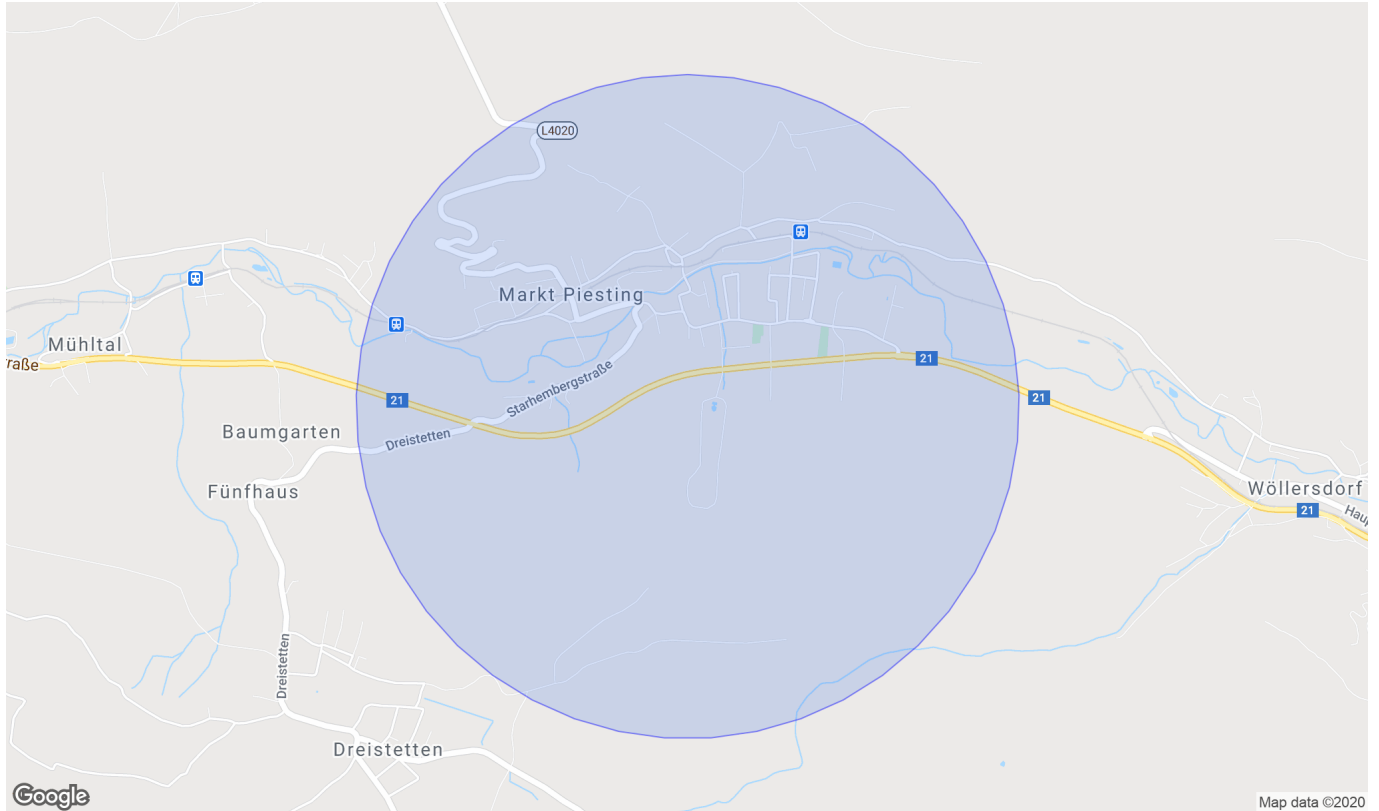 L4020
Markt Piesting
Mühltal
raße
21
21
21
Starhembergstraße
Baumgarten
Dreistetten
Fünfhaus
Wöllersdorf
21
Haup
Dreistetten
Dreistetten
Google
Map data ©2020